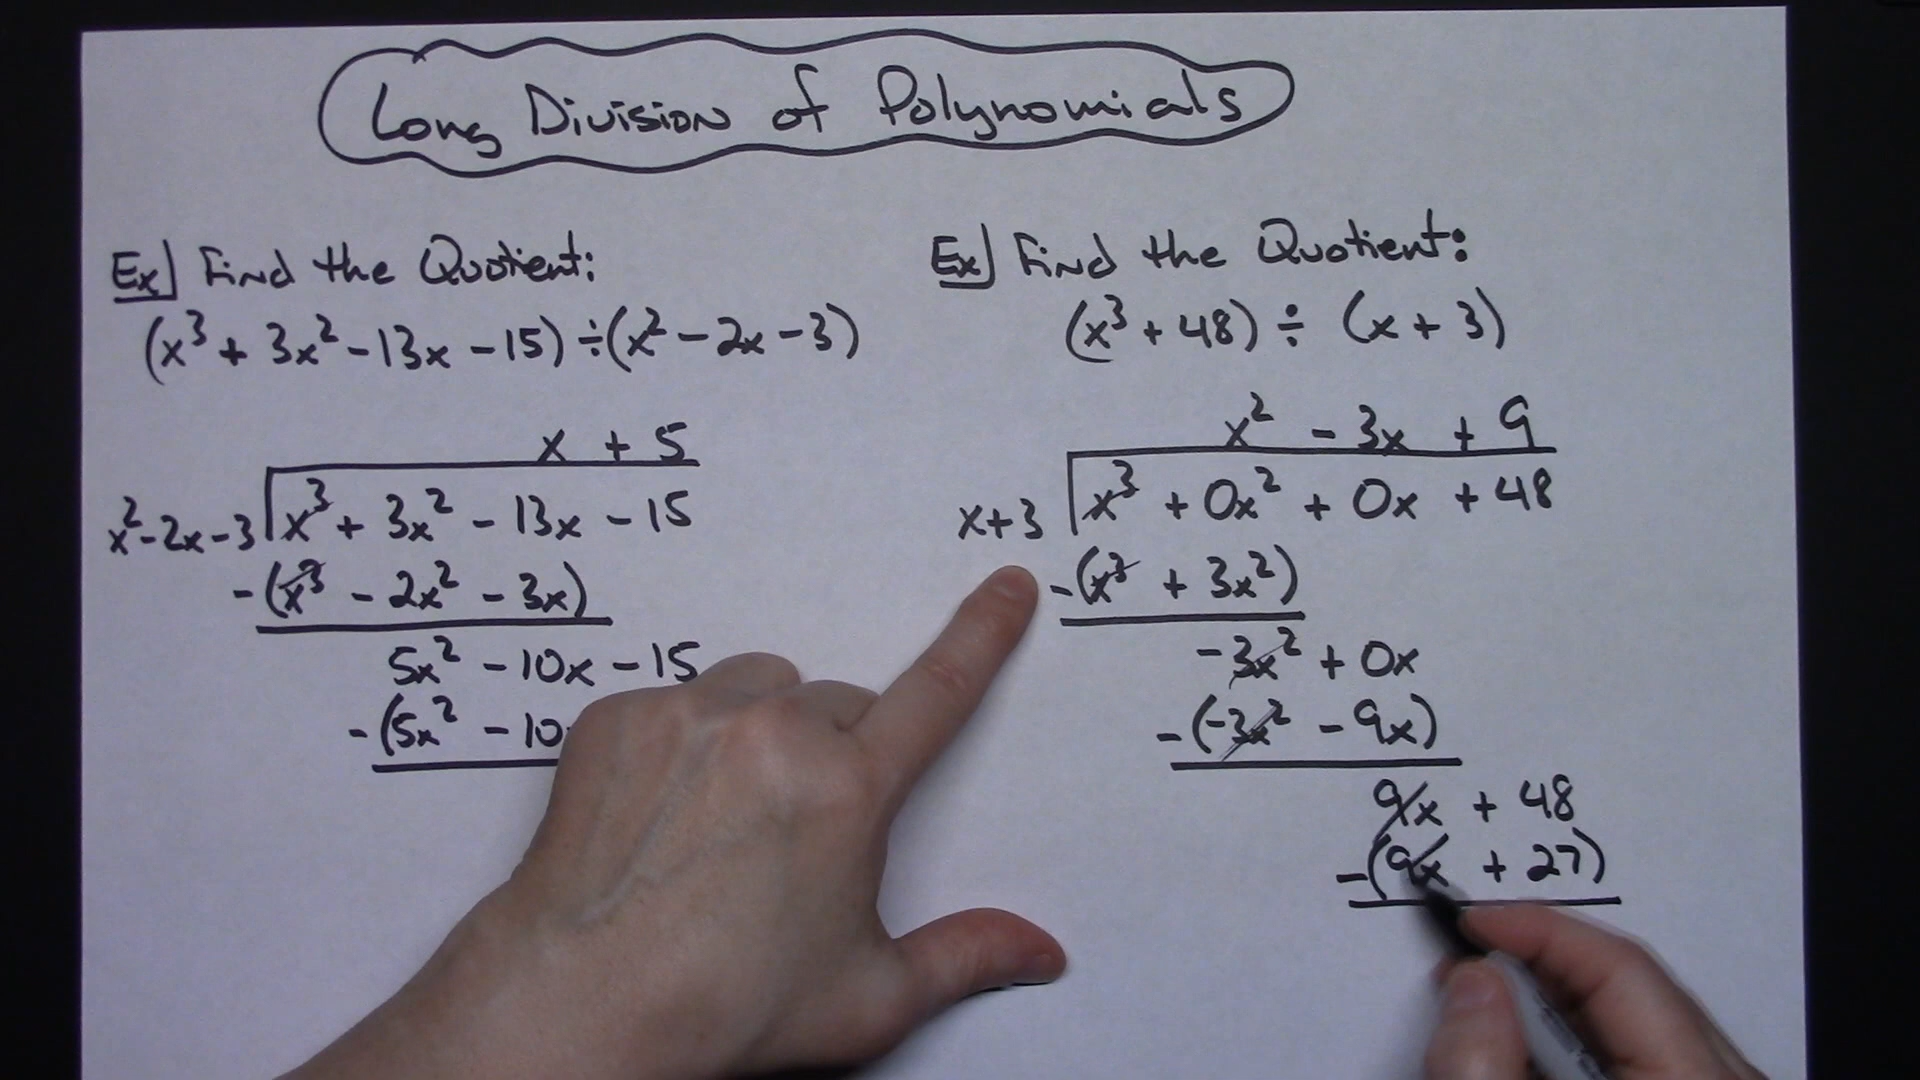 Long Division of Polynomials
Ex] Find the Quotient:
(x³ + 3x² - 13x - 15) ÷ (x² - 2x - 3)
x + 5
x² - 2x - 3 x³ + 3x² - 13x - 15
- (x³ - 2x² - 3x)
5x² - 10x - 15
- (5x² - 10
Ex] Find the Quotient:
(x³ + 48) ÷ (x + 3)
x² - 3x + 9
x + 3 x³ + 0x² + 0x + 48
- (x³ + 3x²)
-3x² + 0x
- (-3x² - 9x)
9x + 48
- (9x + 27)